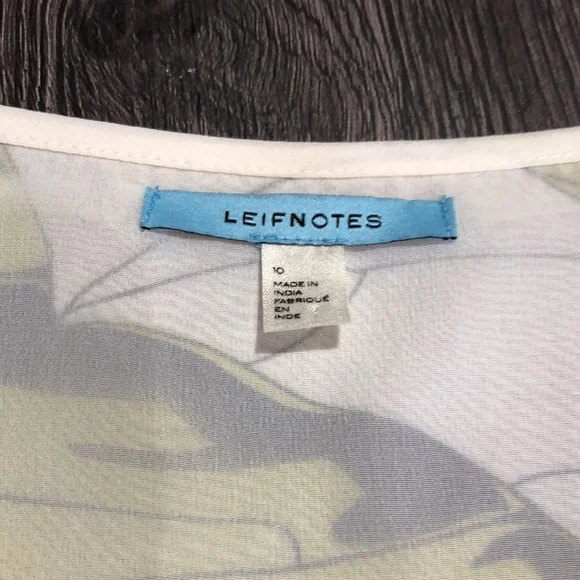 LEIFNOTES
10
MADE IN
INDIA
FABRIQUÉ
EN
INDE